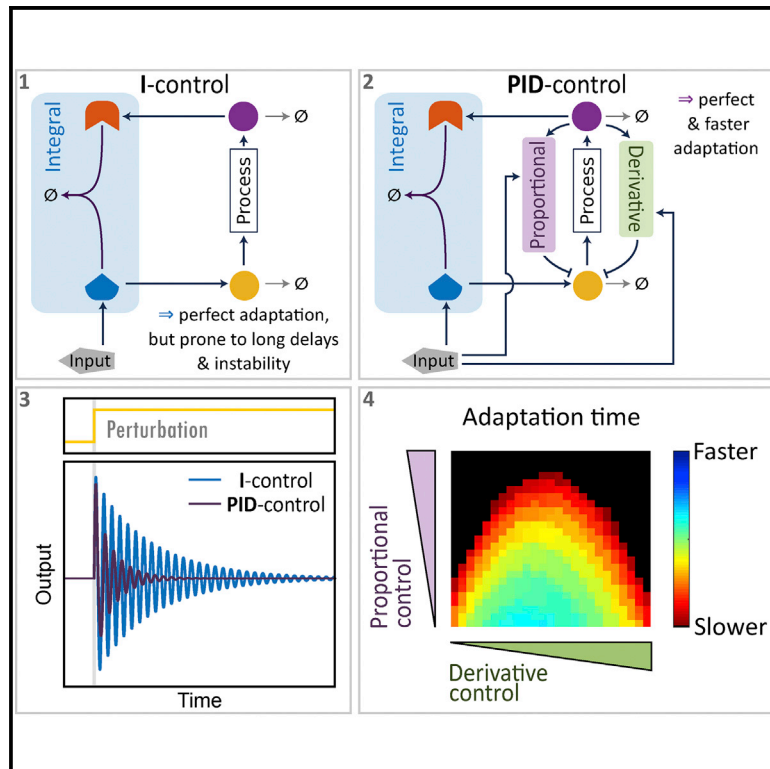 1
I-control
Integral
∅
∅
Process
∅
⇒ perfect adaptation,
but prone to long delays
& instability
Input
2
PID-control
⇒ perfect
& faster
adaptation
Integral
∅
∅
Proportional
Process
Derivative
∅
Input
3
Perturbation
I-control
PID-control
Output
Time
4
Adaptation time
Proportional
control
Faster
Slower
Derivative
control